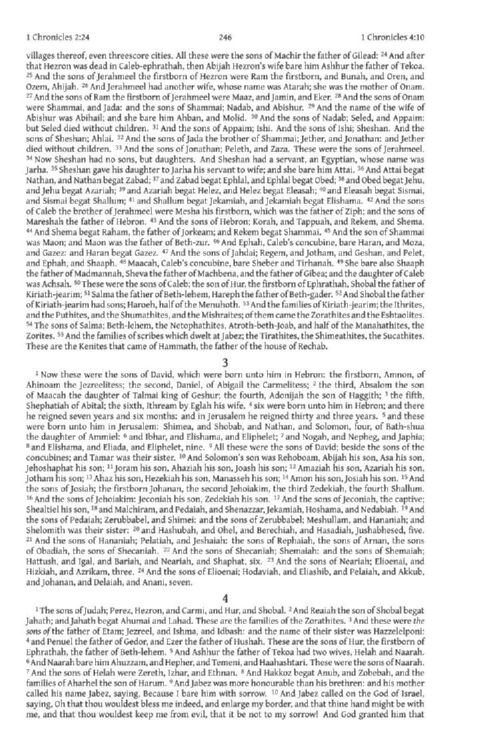 1 Chronicles 2:24 246 1 Chronicles 4:10
villages thereof, even threescore cities. All these were the sons of Machir the father of Gilead: 24 And after
that Hezron was dead in Caleb-ephrathah, then Abijah Hezron's wife bare him Ashhur the father of Tekoa.
25 And the sons of Jerahmeel the firstborn of Hezron were Ram the firstborn, and Bunah, and Oren, and
Ozem, Ahijah. 26 And Jerahmeel had another wife, whose name was Atarah; she was the mother of Onam.
27 And the sons of Ram the firstborn of Jerahmeel were Maaz, and Jamin, and Eker. 28 And the sons of Onam
were Shammai, and Jada: and the sons of Shammai; Nadab, and Abishur. 29 And the name of the wife of
Abishur was Abihail; and she bare him Ahban, and Molid. 30 And the sons of Nadab; Seled, and Appaim:
but Seled died without children. 31 And the sons of Appaim; Ishi. And the sons of Ishi; Sheshan. And the
sons of Sheshan; Ahlai. 32 And the sons of Jada the brother of Shammai; Jether, and Jonathan: and Jether
died without children. 33 And the sons of Jonathan; Peleth, and Zaza. These were the sons of Jerahmeel.
34 Now Sheshan had no sons, but daughters. And Sheshan had a servant, an Egyptian, whose name was
Jarha. 35 Sheshan gave his daughter to Jarha his servant to wife; and she bare him Attai. 36 And Attai begat
Nathan, and Nathan begat Zabad; 37 and Zabad begat Ephlal, and Ephlal begat Obed; 38 and Obed begat Jehu,
and Jehu begat Azariah; 39 and Azariah begat Helez, and Helez begat Eleasah; 40 and Eleasah begat Sismai,
and Sismai begat Shallum; 41 and Shallum begat Jekamiah, and Jekamiah begat Elishama. 42 And the sons
of Caleb the brother of Jerahmeel were Mesha his firstborn, which was the father of Ziph; and the sons of
Mareshah the father of Hebron. 43 And the sons of Hebron; Korah, and Tappuah, and Rekem, and Shema.
44 And Shema begat Raham, the father of Jorkeam; and Rekem begat Shammai. 45 And the son of Shammai
was Maon; and Maon was the father of Beth-zur. 46 And Ephah, Caleb's concubine, bare Haran, and Moza,
and Gazez: and Haran begat Gazez. 47 And the sons of Jahdai; Regem, and Jotham, and Geshan, and Pelet,
and Ephah, and Shaaph. 48 Maacah, Caleb's concubine, bare Sheber and Tirhanah. 49 She bare also Shaaph
the father of Madmannah, Sheva the father of Machbena, and the father of Gibea; and the daughter of Caleb
was Achsah. 50 These were the sons of Caleb; the son of Hur, the firstborn of Ephrathah, Shobal the father of
Kiriath-jearim; 51 Salma the father of Beth-lehem, Hareph the father of Beth-gader. 52 And Shobal the father
of Kiriath-jearim had sons; Haroeh, half of the Menuhoth. 53 And the families of Kiriath-jearim; the Ithrites,
and the Puthites, and the Shumathites, and the Mishraites; of them came the Zorathites and the Eshtaolites.
54 The sons of Salma; Beth-lehem, the Netophathites, Atroth-beth-Joab, and half of the Manahathites, the
Zorites. 55 And the families of scribes which dwelt at Jabez; the Tirathites, the Shimeathites, the Sucathites.
These are the Kenites that came of Hammath, the father of the house of Rechab.
3
1 Now these were the sons of David, which were born unto him in Hebron: the firstborn, Amnon, of
Ahinoam the Jezreelitess; the second, Daniel, of Abigail the Carmelitess; 2 the third, Absalom the son
of Maacah the daughter of Talmai king of Geshur; the fourth, Adonijah the son of Haggith; 3 the fifth,
Shephatiah of Abital; the sixth, Ithream by Eglah his wife. 4 six were born unto him in Hebron; and there
he reigned seven years and six months: and in Jerusalem he reigned thirty and three years. 5 and these
were born unto him in Jerusalem: Shimea, and Shobab, and Nathan, and Solomon, four, of Bath-shua
the daughter of Ammiel: 6 and Ibhar, and Elishama, and Eliphelet; 7 and Nogah, and Nepheg, and Japhia;
8 and Elishama, and Eliada, and Eliphelet, nine. 9 All these were the sons of David; beside the sons of the
concubines; and Tamar was their sister. 10 And Solomon's son was Rehoboam, Abijah his son, Asa his son,
Jehoshaphat his son; 11 Joram his son, Ahaziah his son, Joash his son; 12 Amaziah his son, Azariah his son,
Jotham his son; 13 Ahaz his son, Hezekiah his son, Manasseh his son; 14 Amon his son, Josiah his son. 15 And
the sons of Josiah; the firstborn Johanan, the second Jehoiakim, the third Zedekiah, the fourth Shallum.
16 And the sons of Jehoiakim: Jeconiah his son, Zedekiah his son. 17 And the sons of Jeconiah, the captive;
Shealtiel his son, 18 and Malchiram, and Pedaiah, and Shenazzar, Jekamiah, Hoshama, and Nedabiah. 19 And
the sons of Pedaiah; Zerubbabel, and Shimei: and the sons of Zerubbabel; Meshullam, and Hananiah; and
Shelomith was their sister: 20 and Hashubah, and Ohel, and Berechiah, and Hasadiah, Jushabhesed, five.
21 And the sons of Hananiah; Pelatiah, and Jeshaiah: the sons of Rephaiah, the sons of Arnan, the sons
of Obadiah, the sons of Shecaniah. 22 And the sons of Shecaniah; Shemaiah: and the sons of Shemaiah;
Hattush, and Igal, and Bariah, and Neariah, and Shaphat, six. 23 And the sons of Neariah; Elioenai, and
Hizkiah, and Azrikam, three. 24 And the sons of Elioenai; Hodaviah, and Eliashib, and Pelaiah, and Akkub,
and Johanan, and Delaiah, and Anani, seven.
4
1 The sons of Judah; Perez, Hezron, and Carmi, and Hur, and Shobal. 2 And Reaiah the son of Shobal begat
Jahath; and Jahath begat Ahumai and Lahad. These are the families of the Zorathites. 3 And these were the
sons of the father of Etam; Jezreel, and Ishma, and Idbash: and the name of their sister was Hazzelelponi:
4 and Penuel the father of Gedor, and Ezer the father of Hushah. These are the sons of Hur, the firstborn of
Ephrathah, the father of Beth-lehem. 5 And Ashhur the father of Tekoa had two wives, Helah and Naarah.
6 And Naarah bare him Ahuzzam, and Hepher, and Temeni, and Haahashtari. These were the sons of Naarah.
7 And the sons of Helah were Zereth, Izhar, and Ethnan. 8 And Hakkoz begat Anub, and Zobebah, and the
families of Aharhel the son of Harum. 9 And Jabez was more honourable than his brethren: and his mother
called his name Jabez, saying, Because I bare him with sorrow. 10 And Jabez called on the God of Israel,
saying, Oh that thou wouldest bless me indeed, and enlarge my border, and that thine hand might be with
me, and that thou wouldest keep me from evil, that it be not to my sorrow! And God granted him that